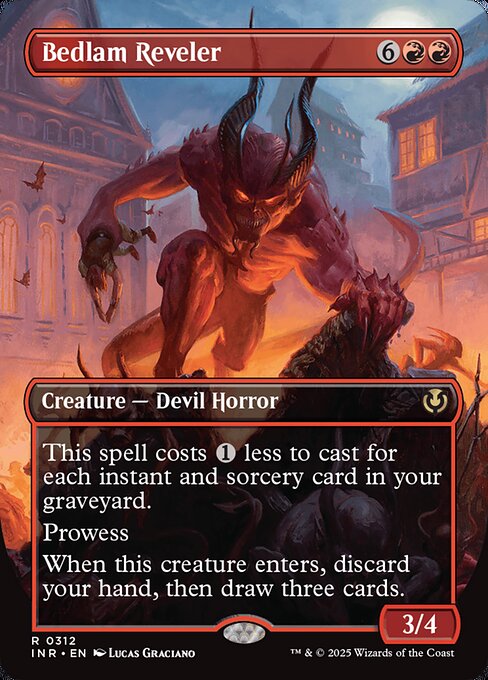 Bedlam Reveler 6
Creature — Devil Horror
This spell costs 1 less to cast for
each instant and sorcery card in your
graveyard.
Prowess
When this creature enters, discard
your hand, then draw three cards.
3/4
R 0312
INR • EN Lucas Graciano
™ & © 2025 Wizards of the Coast